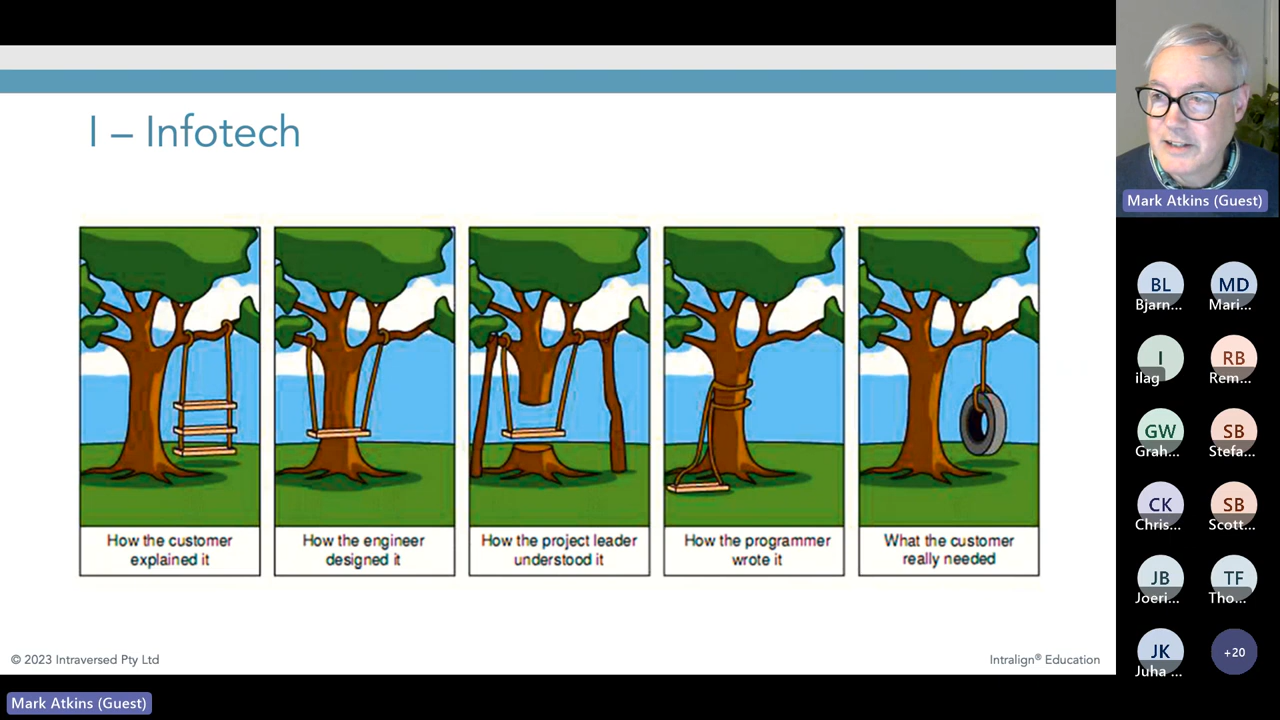 I – Infotech
How the customer
explained it
How the engineer
designed it
How the project leader
understood it
How the programmer
wrote it
What the customer
really needed
© 2023 Intraversed Pty Ltd
Intralign® Education
Mark Atkins (Guest)
Mark Atkins (Guest)
BL
Bjarn...
MD
Mari...
I
ilag
RB
Rem...
GW
Grah...
SB
Stefa...
CK
Chris...
SB
Scott...
JB
Joeri...
TF
Tho...
JK
Juha ...
+20